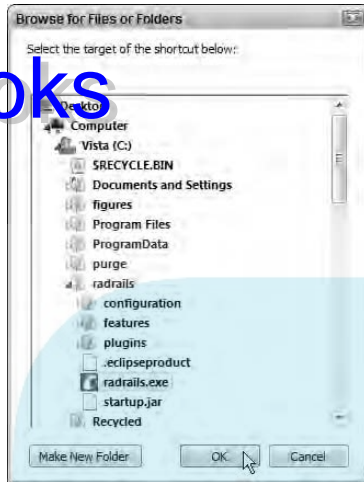 Browse for Files or Folders
Select the target of the shortcut below:
oks
Desktop
Computer
Vista (C:)
$RECYCLE.BIN
Documents and Settings
figures
Program Files
ProgramData
purge
radrails
configuration
features
plugins
.eclipseproduct
radrails.exe
startup.jar
Recycled
Make New Folder
OK
Cancel